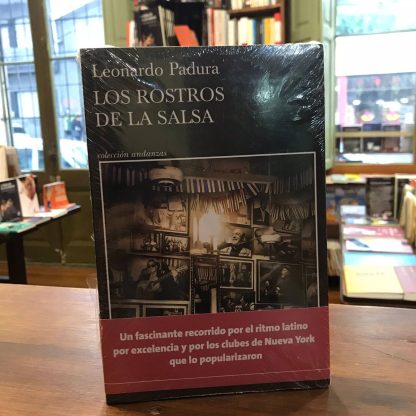 Leonardo Padura
LOS ROSTROS
DE LA SALSA
colección andanzas
Un fascinante recorrido por el ritmo latino
por excelencia y por los clubes de Nueva York
que lo popularizaron